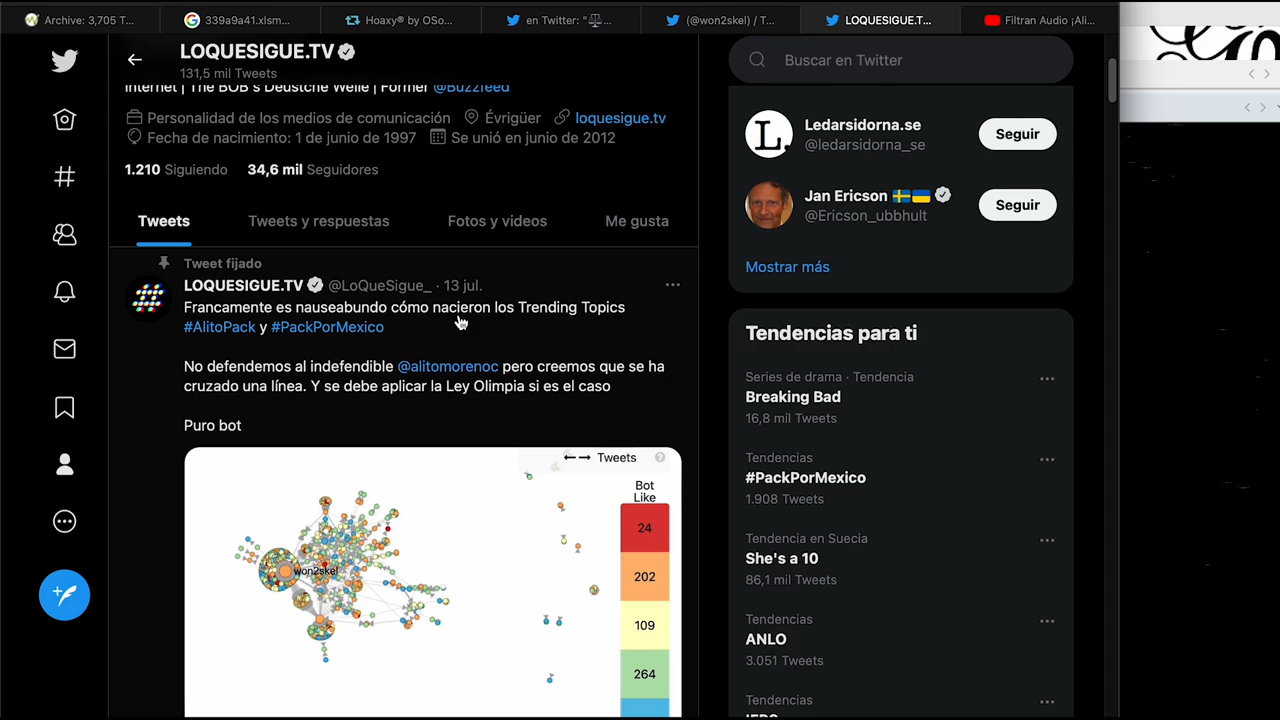 Archive: 3,705 T...
339a9a41.xlsm...
Hoaxy® by OSo...
en Twitter: "⚖️...
(@won2skel) / T...
LOQUESIGUE.T...
Filtran Audio ¡Ali...
LOQUESIGUE.TV
131,5 mil Tweets
Internet | The BOB's Deustche Welle | Former @Buzzfeed
Personalidad de los medios de comunicación Évrigüer loquesigue.tv
Fecha de nacimiento: 1 de junio de 1997 Se unió en junio de 2012
1.210 Siguiendo 34,6 mil Seguidores
Tweets Tweets y respuestas Fotos y videos Me gusta
Tweet fijado
LOQUESIGUE.TV @LoQueSigue_ · 13 jul.
Francamente es nauseabundo cómo nacieron los Trending Topics
#AlitoPack y #PackPorMexico
No defendemos al indefendible @alitomorenoc pero creemos que se ha
cruzado una línea. Y se debe aplicar la Ley Olimpia si es el caso
Puro bot
Tweets ?
Bot
Like
24
202
109
264
won2skel
Buscar en Twitter
L.
Ledarsidorna.se
@ledarsidorna_se
Seguir
Jan Ericson
@Ericson_ubbhult
Seguir
Mostrar más
Tendencias para ti
Series de drama · Tendencia
Breaking Bad
16,8 mil Tweets
Tendencias
#PackPorMexico
1.908 Tweets
Tendencia en Suecia
She's a 10
86,1 mil Tweets
Tendencias
ANLO
3.051 Tweets
Tendencias